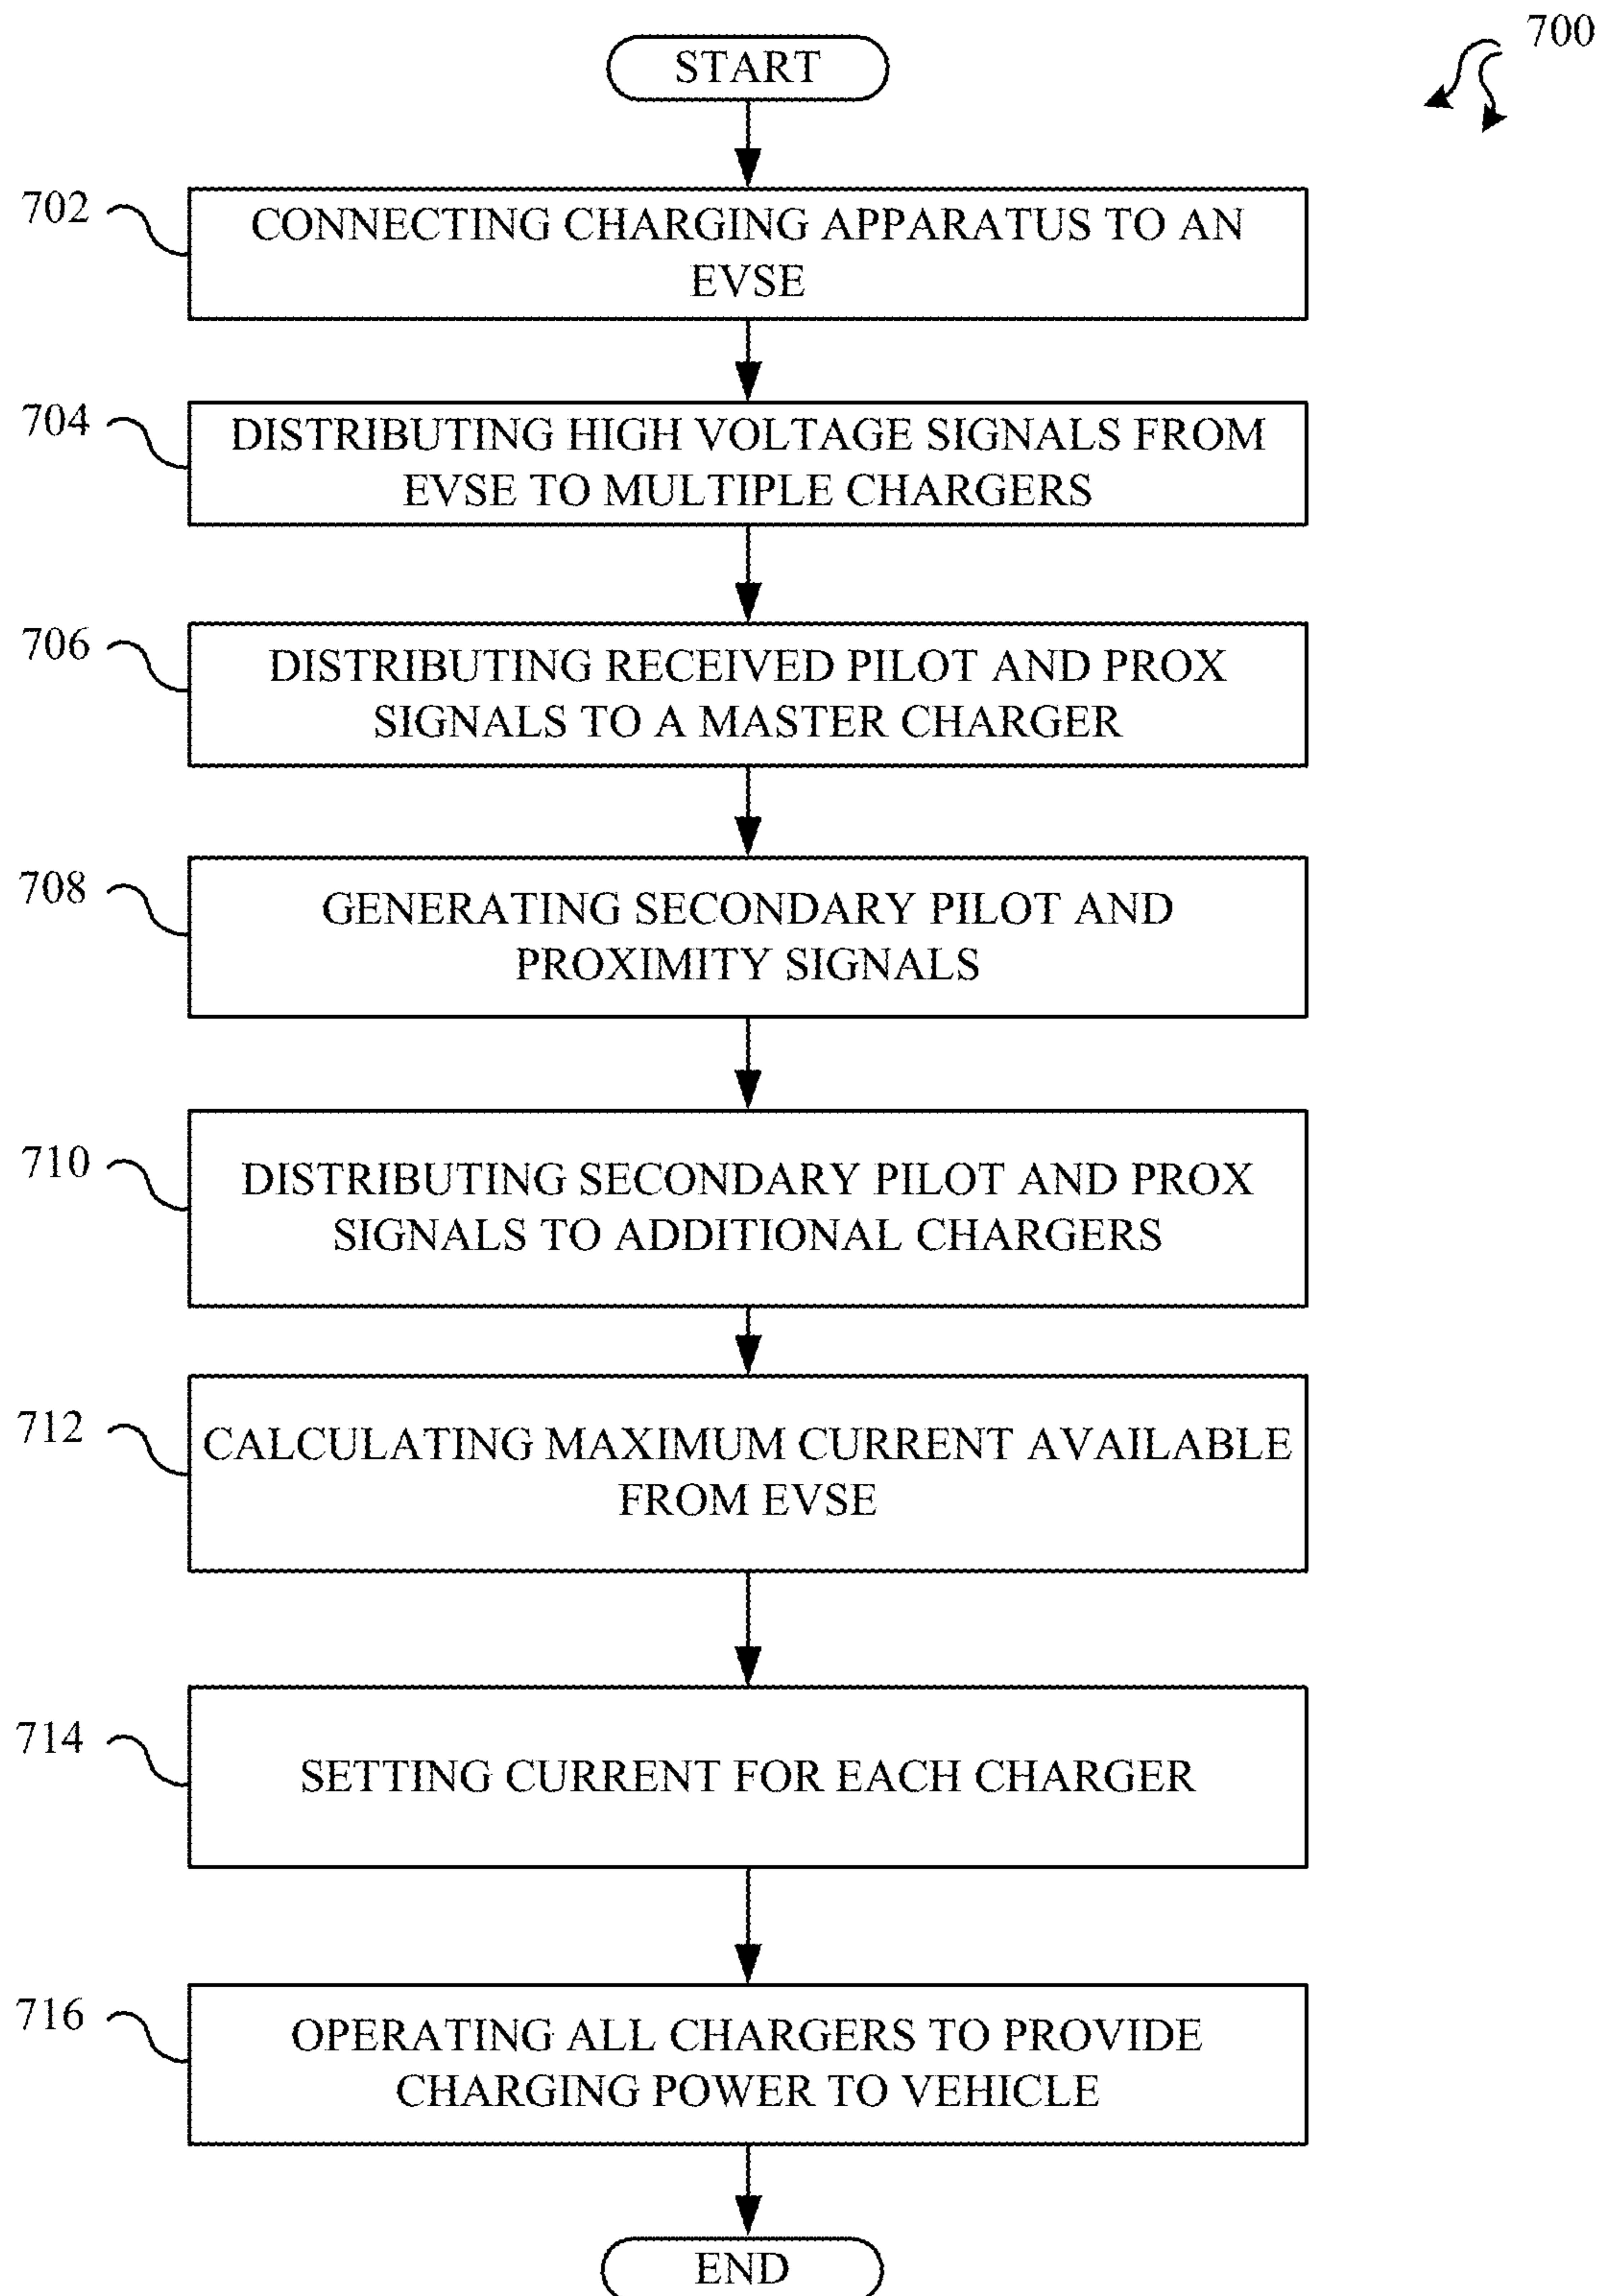 700
START
702
CONNECTING CHARGING APPARATUS TO AN
EVSE
704
DISTRIBUTING HIGH VOLTAGE SIGNALS FROM
EVSE TO MULTIPLE CHARGERS
706
DISTRIBUTING RECEIVED PILOT AND PROX
SIGNALS TO A MASTER CHARGER
708
GENERATING SECONDARY PILOT AND
PROXIMITY SIGNALS
710
DISTRIBUTING SECONDARY PILOT AND PROX
SIGNALS TO ADDITIONAL CHARGERS
712
CALCULATING MAXIMUM CURRENT AVAILABLE
FROM EVSE
714
SETTING CURRENT FOR EACH CHARGER
716
OPERATING ALL CHARGERS TO PROVIDE
CHARGING POWER TO VEHICLE
END